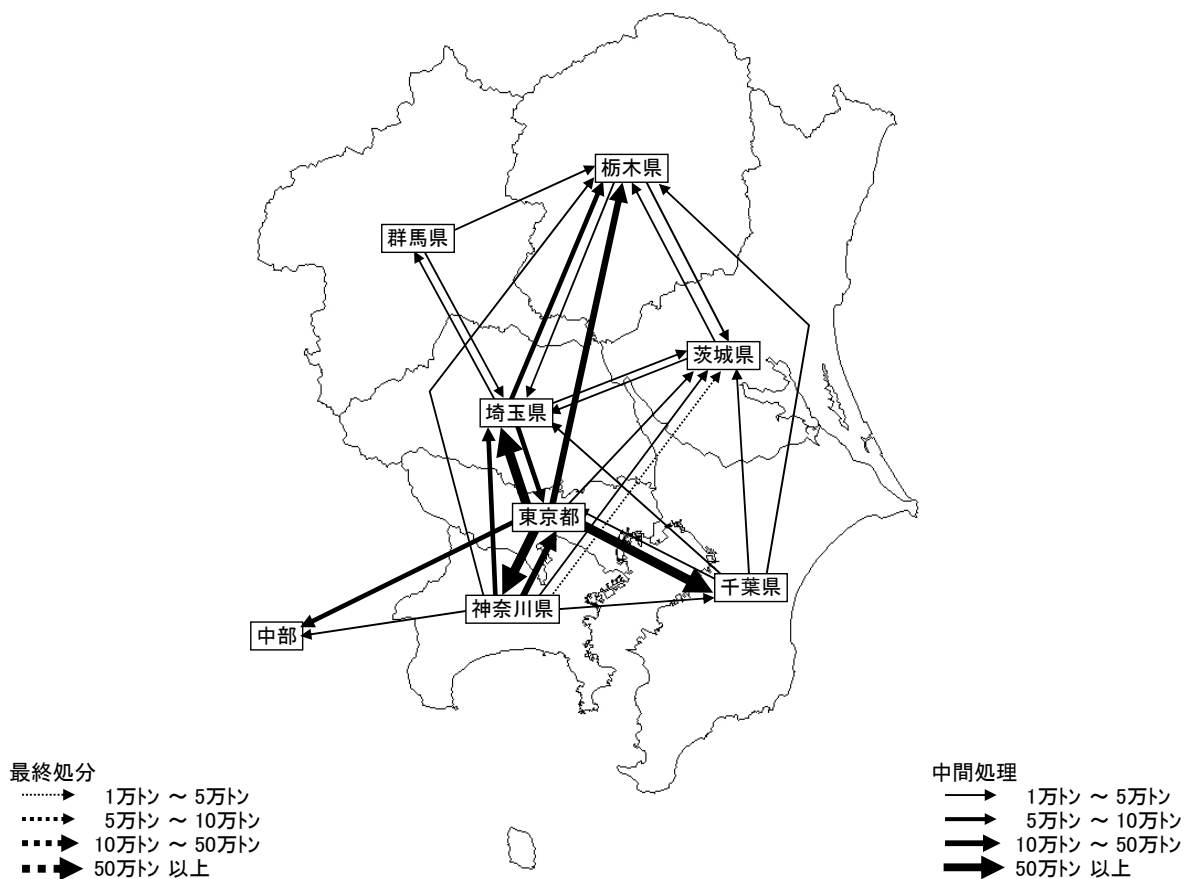 栃木県
群馬県
茨城県
埼玉県
東京都
千葉県
神奈川県
中部
最終処分
1万トン ～ 5万トン
5万トン ～ 10万トン
10万トン ～ 50万トン
50万トン 以上
中間処理
1万トン ～ 5万トン
5万トン ～ 10万トン
10万トン ～ 50万トン
50万トン 以上